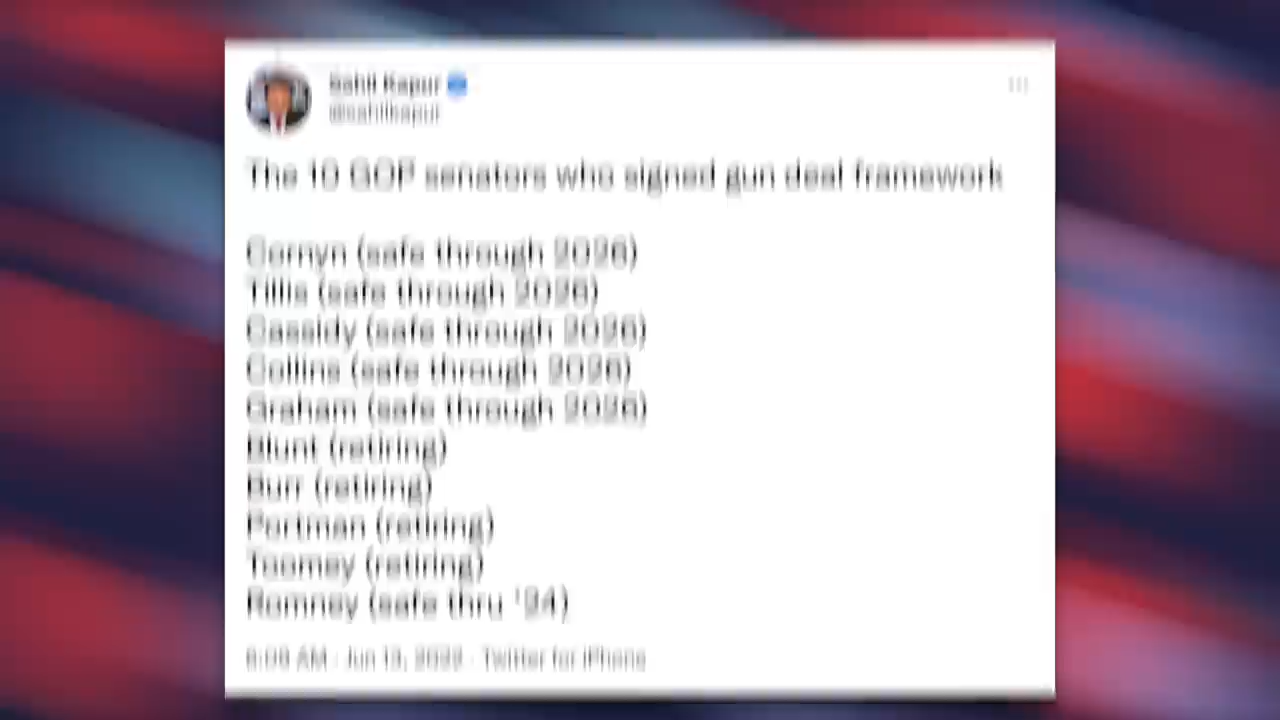 Sahil Kapur
@sahilkapur
The 10 GOP senators who signed gun deal framework
Cornyn (safe through 2026)
Tillis (safe through 2026)
Cassidy (safe through 2026)
Collins (safe through 2026)
Graham (safe through 2026)
Blunt (retiring)
Burr (retiring)
Portman (retiring)
Toomey (retiring)
Romney (safe thru '24)
AM · Jun 13, 2022 · Twitter for iPhone